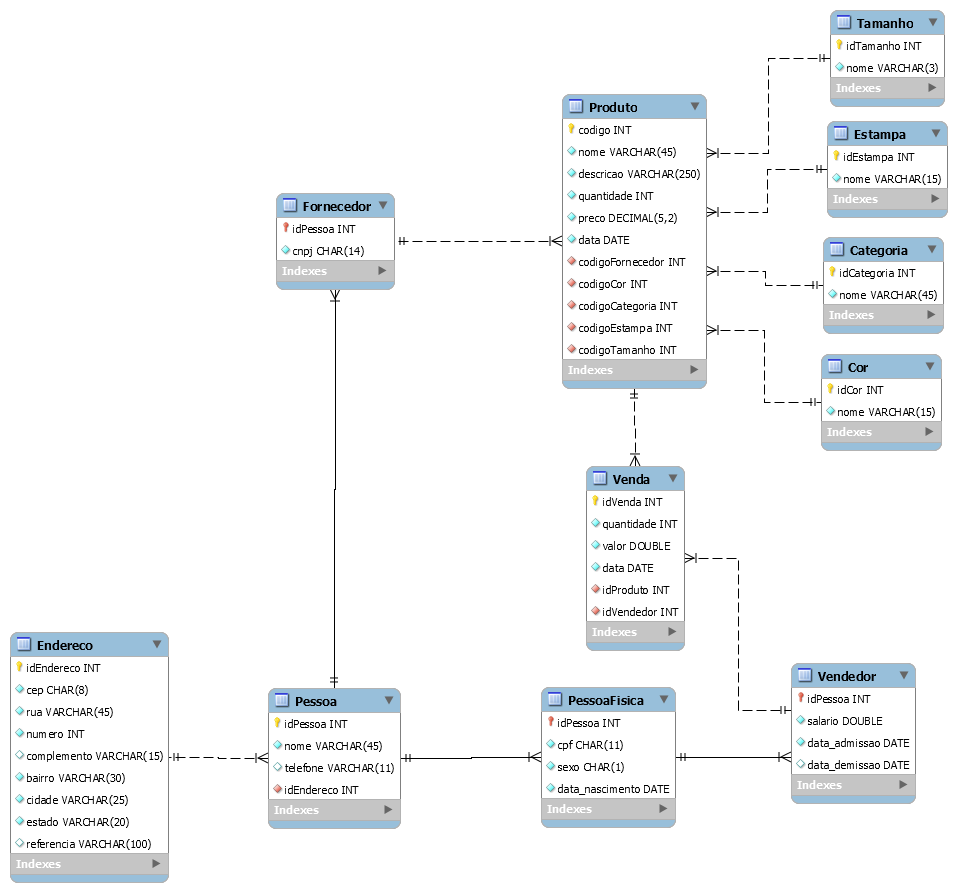 Tamanho
idTamanho INT
nome VARCHAR(3)
Indexes
Produto
codigo INT
nome VARCHAR(45)
descricao VARCHAR(250)
quantidade INT
preco DECIMAL(5,2)
data DATE
codigoFornecedor INT
codigoCor INT
codigoCategoria INT
codigoEstampa INT
codigoTamanho INT
Indexes
Estampa
idEstampa INT
nome VARCHAR(15)
Indexes
Fornecedor
idPessoa INT
cnpj CHAR(14)
Indexes
Categoria
idCategoria INT
nome VARCHAR(45)
Indexes
Cor
idCor INT
nome VARCHAR(15)
Indexes
Venda
idVenda INT
quantidade INT
valor DOUBLE
data DATE
idProduto INT
idVendedor INT
Indexes
Endereco
idEndereco INT
cep CHAR(8)
rua VARCHAR(45)
numero INT
complemento VARCHAR(15)
bairro VARCHAR(30)
cidade VARCHAR(25)
estado VARCHAR(20)
referencia VARCHAR(100)
Indexes
Pessoa
idPessoa INT
nome VARCHAR(45)
telefone VARCHAR(11)
idEndereco INT
Indexes
PessoaFisica
idPessoa INT
cpf CHAR(11)
sexo CHAR(1)
data_nascimento DATE
Indexes
Vendedor
idPessoa INT
salario DOUBLE
data_admissao DATE
data_demissao DATE
Indexes